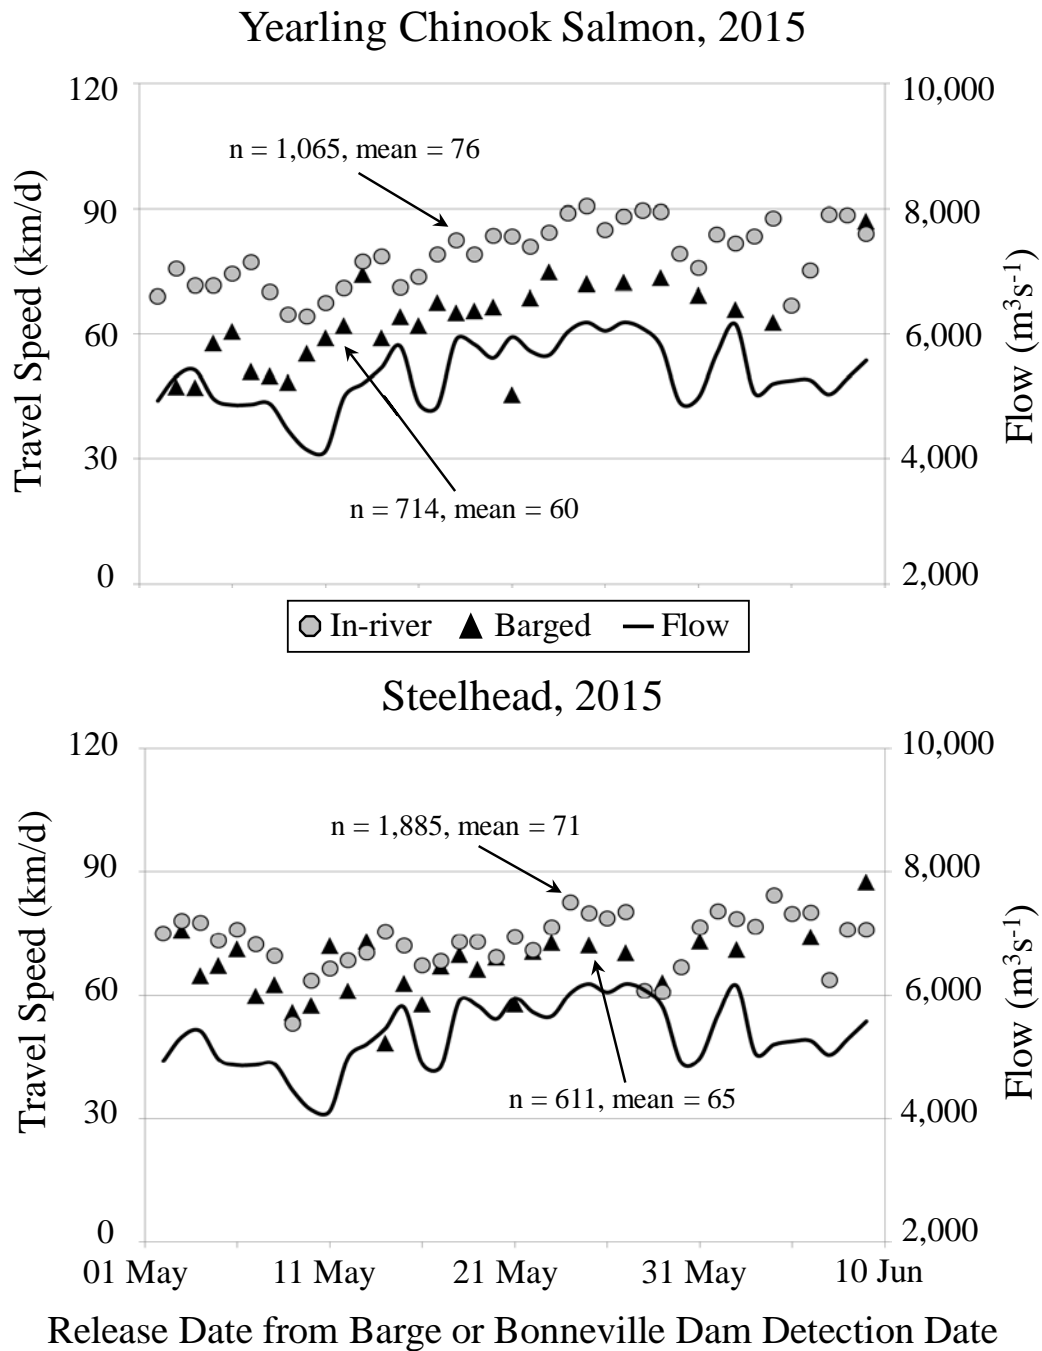 Yearling Chinook Salmon, 2015
120
90
60
30
0
Travel Speed (km/d)
10,000
8,000
6,000
4,000
2,000
Flow (m³s⁻¹)
n = 1,065, mean = 76
n = 714, mean = 60
In-river Barged Flow
Steelhead, 2015
120
90
60
30
0
Travel Speed (km/d)
10,000
8,000
6,000
4,000
2,000
Flow (m³s⁻¹)
n = 1,885, mean = 71
n = 611, mean = 65
01 May 11 May 21 May 31 May 10 Jun
Release Date from Barge or Bonneville Dam Detection Date